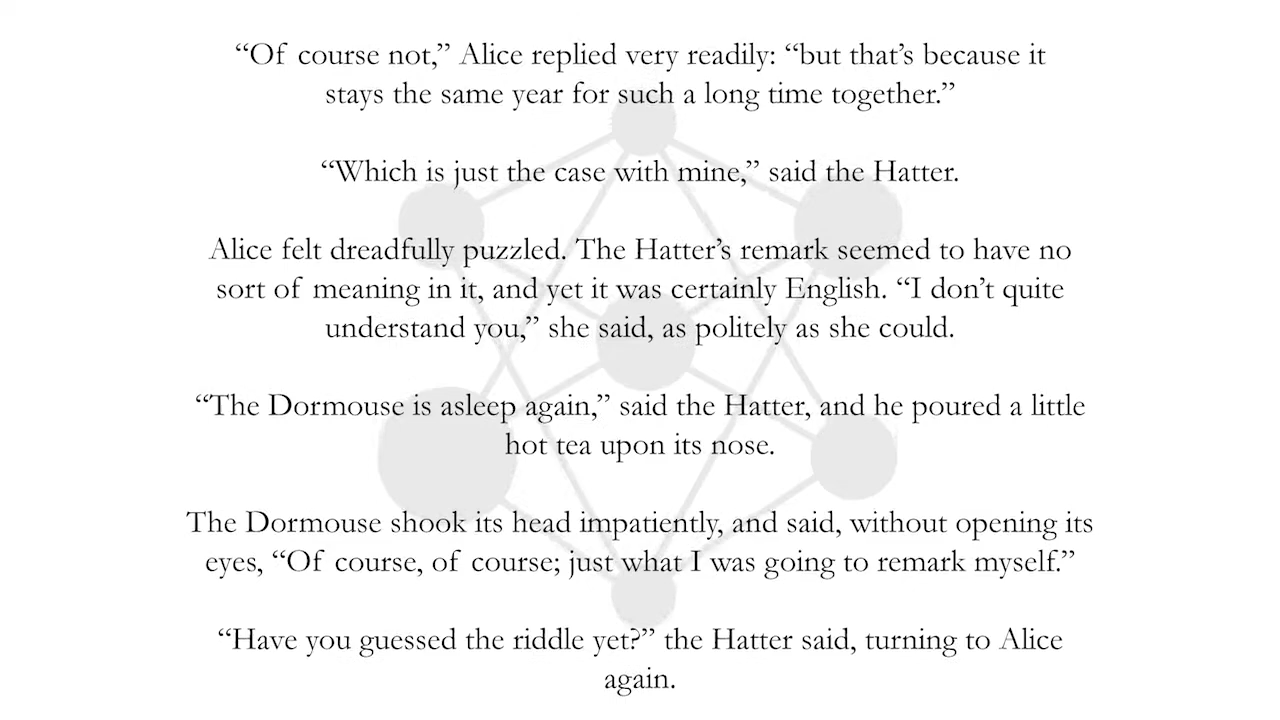 “Of course not,” Alice replied very readily: “but that’s because it
stays the same year for such a long time together.”
“Which is just the case with mine,” said the Hatter.
Alice felt dreadfully puzzled. The Hatter’s remark seemed to have no
sort of meaning in it, and yet it was certainly English. “I don’t quite
understand you,” she said, as politely as she could.
“The Dormouse is asleep again,” said the Hatter, and he poured a little
hot tea upon its nose.
The Dormouse shook its head impatiently, and said, without opening its
eyes, “Of course, of course; just what I was going to remark myself.”
“Have you guessed the riddle yet?” the Hatter said, turning to Alice
again.